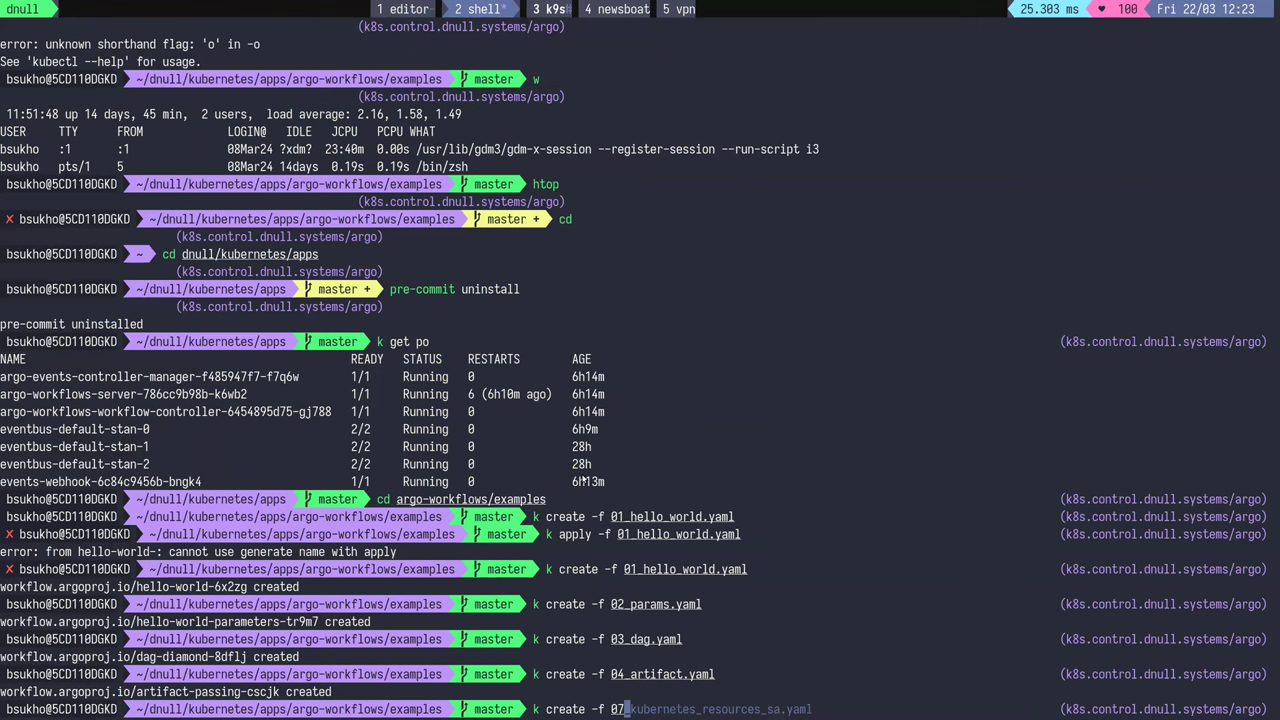 dnull 1 editor 2 shell* 3 k9s# 4 newsboat 5 vpn 25.303 ms ♥ 100 Fri 22/03 12:23
(k8s.control.dnull.systems/argo)
error: unknown shorthand flag: 'o' in -o
See 'kubectl --help' for usage.
bsukho@5CD110DGKD ~/dnull/kubernetes/apps/argo-workflows/examples master w
(k8s.control.dnull.systems/argo)
11:51:48 up 14 days, 45 min, 2 users, load average: 2.16, 1.58, 1.49
USER TTY FROM LOGIN@ IDLE JCPU PCPU WHAT
bsukho :1 :1 08Mar24 ?xdm? 23:40m 0.00s /usr/lib/gdm3/gdm-x-session --register-session --run-script i3
bsukho pts/1 5 08Mar24 14days 0.19s 0.19s /bin/zsh
bsukho@5CD110DGKD ~/dnull/kubernetes/apps/argo-workflows/examples master htop
(k8s.control.dnull.systems/argo)
✘ bsukho@5CD110DGKD ~/dnull/kubernetes/apps/argo-workflows/examples master + cd
(k8s.control.dnull.systems/argo)
bsukho@5CD110DGKD ~ cd dnull/kubernetes/apps
(k8s.control.dnull.systems/argo)
bsukho@5CD110DGKD ~/dnull/kubernetes/apps master + pre-commit uninstall
(k8s.control.dnull.systems/argo)
pre-commit uninstalled
bsukho@5CD110DGKD ~/dnull/kubernetes/apps master k get po (k8s.control.dnull.systems/argo)
NAME READY STATUS RESTARTS AGE
argo-events-controller-manager-f485947f7-f7q6w 1/1 Running 0 6h14m
argo-workflows-server-786cc9b98b-k6wb2 1/1 Running 6 (6h10m ago) 6h14m
argo-workflows-workflow-controller-6454895d75-gj788 1/1 Running 0 6h14m
eventbus-default-stan-0 2/2 Running 0 6h9m
eventbus-default-stan-1 2/2 Running 0 28h
eventbus-default-stan-2 2/2 Running 0 28h
events-webhook-6c84c9456b-bngk4 1/1 Running 0 6h13m
bsukho@5CD110DGKD ~/dnull/kubernetes/apps master cd argo-workflows/examples (k8s.control.dnull.systems/argo)
bsukho@5CD110DGKD ~/dnull/kubernetes/apps/argo-workflows/examples master k create -f 01_hello_world.yaml (k8s.control.dnull.systems/argo)
✘ bsukho@5CD110DGKD ~/dnull/kubernetes/apps/argo-workflows/examples master k apply -f 01_hello_world.yaml (k8s.control.dnull.systems/argo)
error: from hello-world-: cannot use generate name with apply
✘ bsukho@5CD110DGKD ~/dnull/kubernetes/apps/argo-workflows/examples master k create -f 01_hello_world.yaml (k8s.control.dnull.systems/argo)
workflow.argoproj.io/hello-world-6x2zg created
bsukho@5CD110DGKD ~/dnull/kubernetes/apps/argo-workflows/examples master k create -f 02_params.yaml (k8s.control.dnull.systems/argo)
workflow.argoproj.io/hello-world-parameters-tr9m7 created
bsukho@5CD110DGKD ~/dnull/kubernetes/apps/argo-workflows/examples master k create -f 03_dag.yaml (k8s.control.dnull.systems/argo)
workflow.argoproj.io/dag-diamond-8dflj created
bsukho@5CD110DGKD ~/dnull/kubernetes/apps/argo-workflows/examples master k create -f 04_artifact.yaml (k8s.control.dnull.systems/argo)
workflow.argoproj.io/artifact-passing-cscjk created
bsukho@5CD110DGKD ~/dnull/kubernetes/apps/argo-workflows/examples master k create -f 07_kubernetes_resources_sa.yaml (k8s.control.dnull.systems/argo)